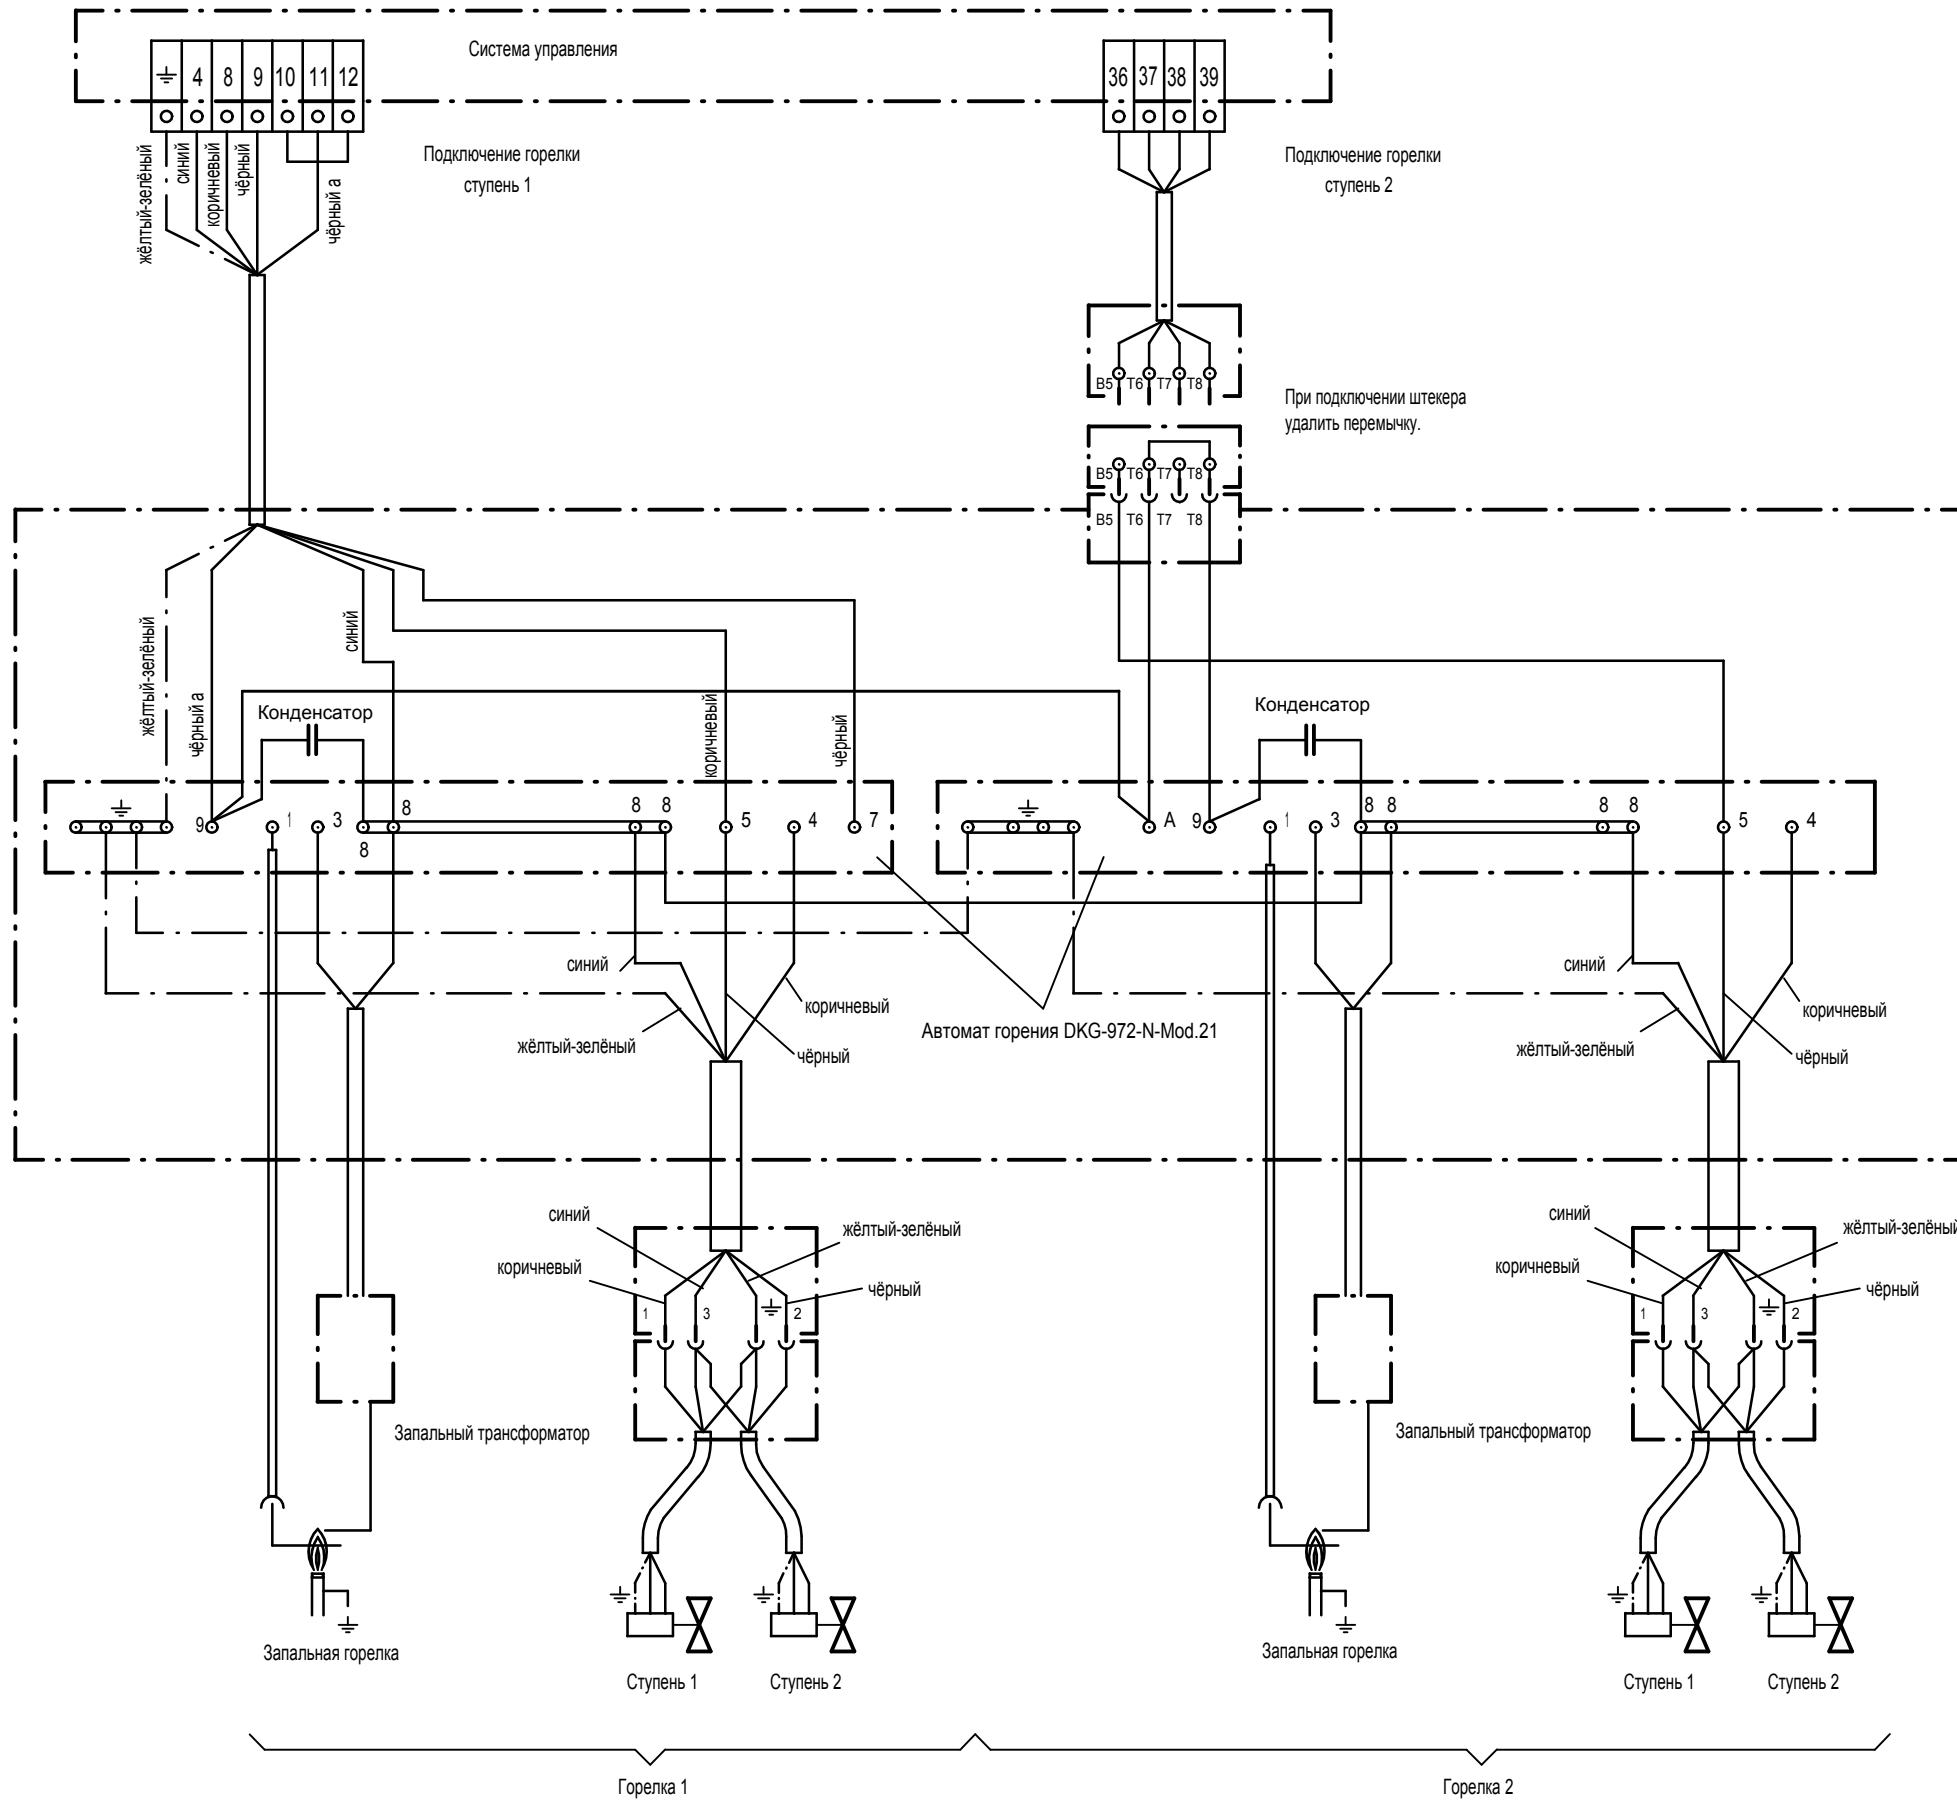 Система управления
4 8 9 10 11 12
36 37 38 39
жёлтый-зелёный
синий
коричневый
чёрный
чёрный а
Подключение горелки
ступень 1
Подключение горелки
ступень 2
B5 T6 T7 T8
При подключении штекера
удалить перемычку.
B5 T6 T7 T8
B5 T6 T7 T8
жёлтый-зелёный
чёрный а
синий
коричневый
чёрный
Конденсатор
Конденсатор
9 1 3 8 8 8 8 5 4 7
A 9 1 3 8 8 8 8 5 4
синий
коричневый
жёлтый-зелёный
чёрный
Автомат горения DKG-972-N-Mod.21
синий
коричневый
жёлтый-зелёный
чёрный
синий
жёлтый-зелёный
коричневый
чёрный
1 3 2
синий
жёлтый-зелёный
коричневый
чёрный
1 3 2
Запальный трансформатор
Запальный трансформатор
Запальная горелка
Ступень 1
Ступень 2
Запальная горелка
Ступень 1
Ступень 2
Горелка 1
Горелка 2